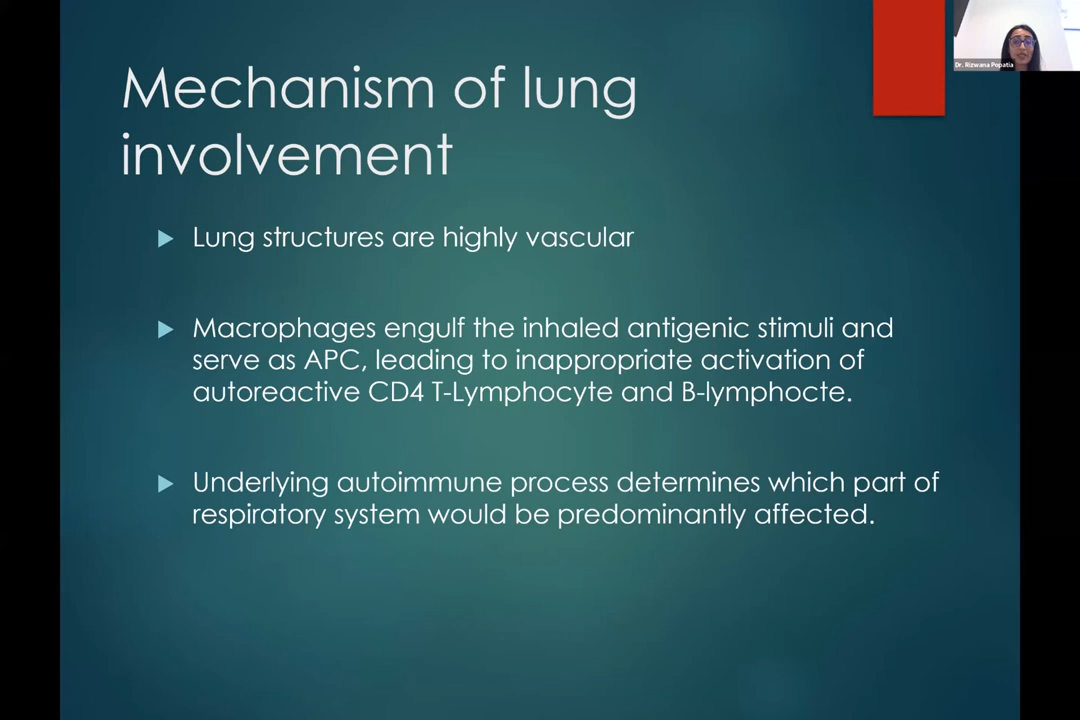 Mechanism of lung
involvement
Lung structures are highly vascular
Macrophages engulf the inhaled antigenic stimuli and
serve as APC, leading to inappropriate activation of
autoreactive CD4 T-Lymphocyte and B-lymphocte.
Underlying autoimmune process determines which part of
respiratory system would be predominantly affected.
Dr. Rizwana Popatia